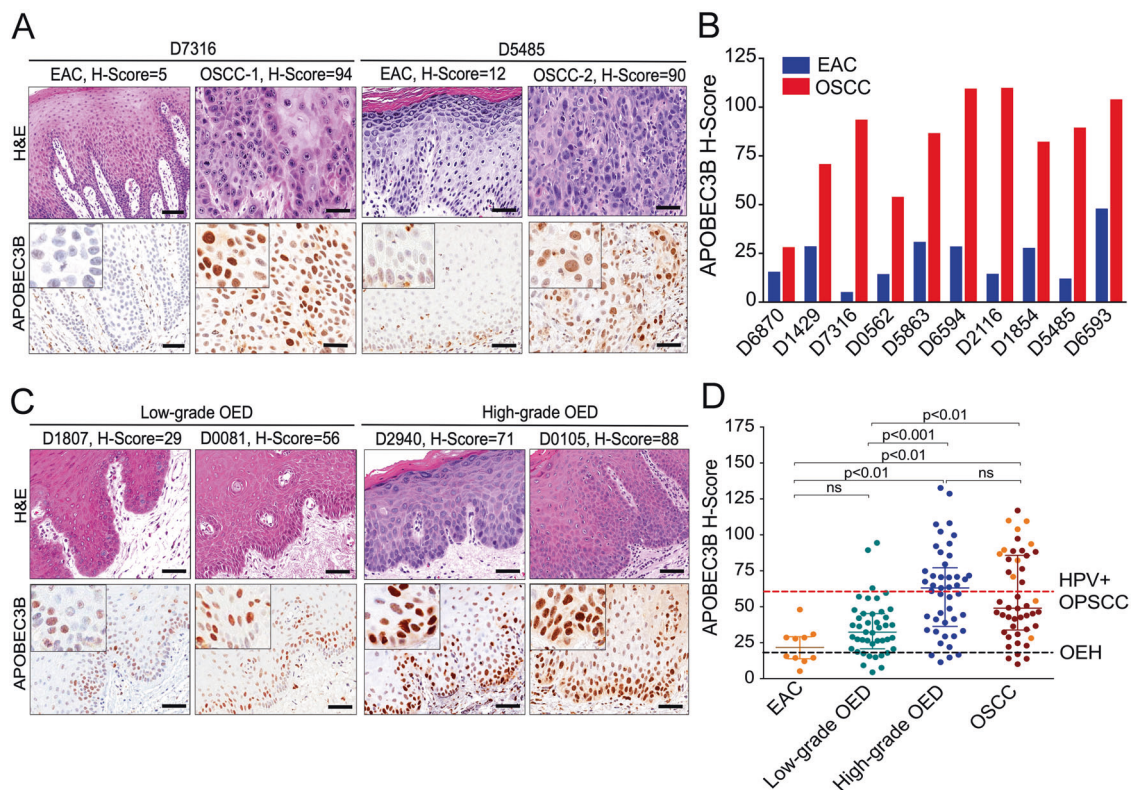 A
D7316
D5485
EAC, H-Score=5
OSCC-1, H-Score=94
EAC, H-Score=12
OSCC-2, H-Score=90
H&E
APOBEC3B
B
APOBEC3B H-Score
125
100
75
50
25
0
EAC
OSCC
D6870
D1429
D7316
D0562
D5863
D6594
D2116
D1854
D5485
D6593
C
Low-grade OED
High-grade OED
D1807, H-Score=29
D0081, H-Score=56
D2940, H-Score=71
D0105, H-Score=88
H&E
APOBEC3B
D
APOBEC3B H-Score
175
150
125
100
75
50
25
0
p<0.01
p<0.001
p<0.01
p<0.01
ns
ns
HPV+
OPSCC
OEH
EAC
Low-grade OED
High-grade OED
OSCC